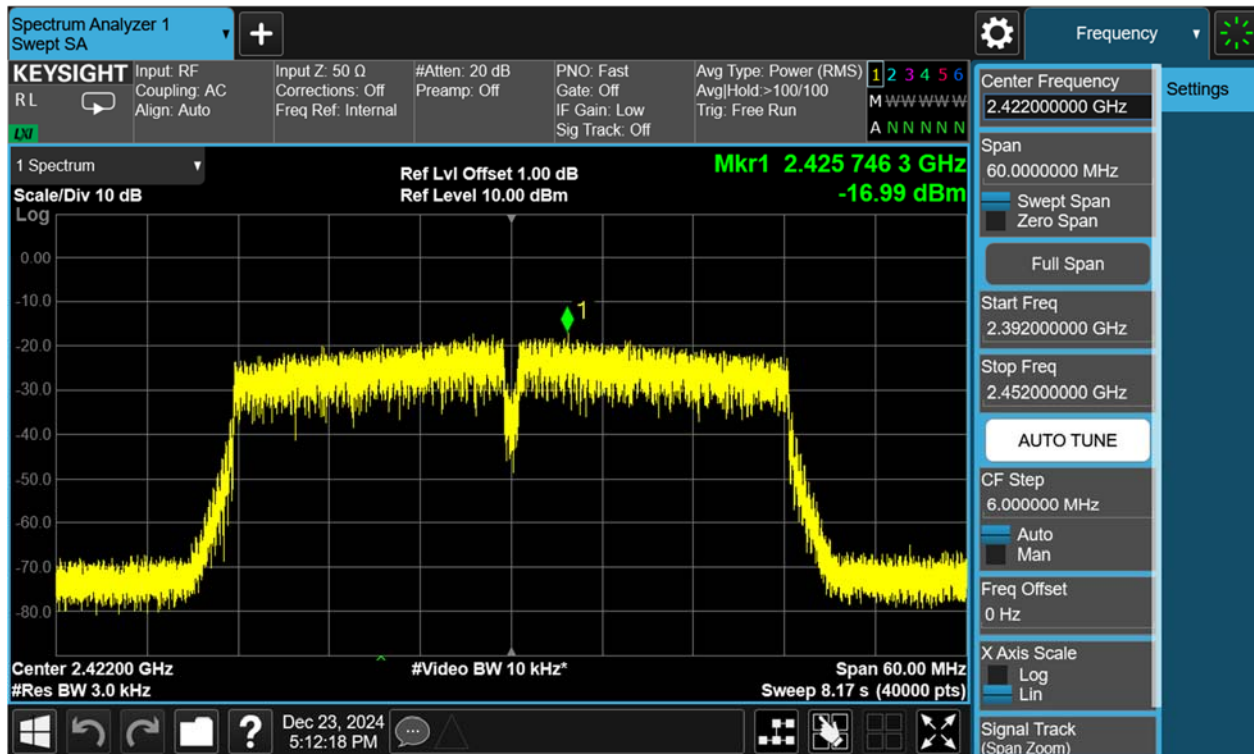 Spectrum Analyzer 1
Swept SA
+
Frequency
KEYSIGHT
R L
LXI
Input: RF
Coupling: AC
Align: Auto
Input Z: 50 Ω
Corrections: Off
Freq Ref: Internal
#Atten: 20 dB
Preamp: Off
PNO: Fast
Gate: Off
IF Gain: Low
Sig Track: Off
Avg Type: Power (RMS)
Avg|Hold:>100/100
Trig: Free Run
1 2 3 4 5 6
M W W W W W
A N N N N N
1 Spectrum
Scale/Div 10 dB
Ref Lvl Offset 1.00 dB
Ref Level 10.00 dBm
Mkr1 2.425 746 3 GHz
-16.99 dBm
Log
0.00
-10.0
-20.0
-30.0
-40.0
-50.0
-60.0
-70.0
-80.0
1
Center 2.42200 GHz
#Res BW 3.0 kHz
#Video BW 10 kHz*
Span 60.00 MHz
Sweep 8.17 s (40000 pts)
Center Frequency
2.422000000 GHz
Span
60.0000000 MHz
Swept Span
Zero Span
Full Span
Start Freq
2.392000000 GHz
Stop Freq
2.452000000 GHz
AUTO TUNE
CF Step
6.000000 MHz
Auto
Man
Freq Offset
0 Hz
X Axis Scale
Log
Lin
Signal Track
(Span Zoom)
Settings
?
Dec 23, 2024
5:12:18 PM